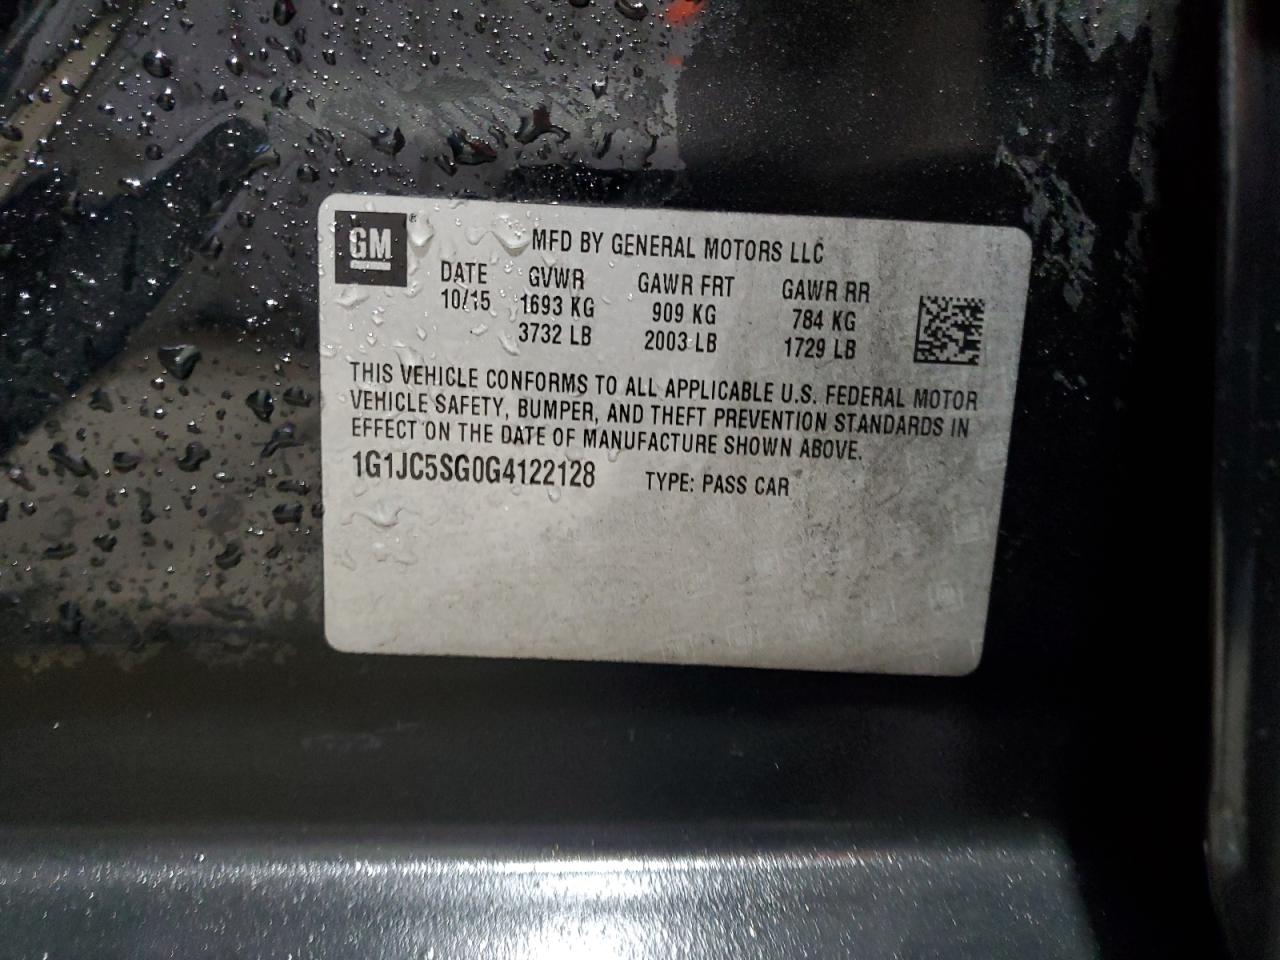 GM ®
MFD BY GENERAL MOTORS LLC
DATE GVWR GAWR FRT GAWR RR
10/15 1693 KG 909 KG 784 KG
3732 LB 2003 LB 1729 LB
THIS VEHICLE CONFORMS TO ALL APPLICABLE U.S. FEDERAL MOTOR
VEHICLE SAFETY, BUMPER, AND THEFT PREVENTION STANDARDS IN
EFFECT ON THE DATE OF MANUFACTURE SHOWN ABOVE.
1G1JC5SG0G4122128 TYPE: PASS CAR